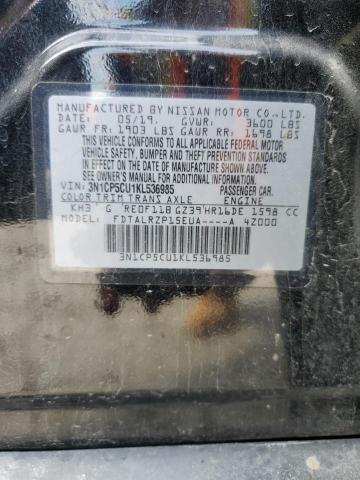 MANUFACTURED BY NISSAN MOTOR CO.,LTD.
DATE: 05/19. GVWR: 3600 LBS
GAWR FR: 1903 LBS GAWR RR: 1698 LBS
THIS VEHICLE CONFORMS TO ALL APPLICABLE FEDERAL MOTOR
VEHICLE SAFETY, BUMPER AND THEFT PREVENTION
STANDARDS IN EFFECT ON THE DATE OF
MANUFACTURE SHOWN ABOVE.
SEE OWNER'S MANUAL FOR ADDITIONAL INFORMATION.
VIN: 3N1CP5CU1KL536985 PASSENGER CAR.
COLOR TRIM TRANS AXLE ENGINE
KH3 G RE0F11B GZ39 HR16DE 1598 CC
MODEL: FDTALRZP15EUA----A 4Z000
3N1CP5CU1KL536985